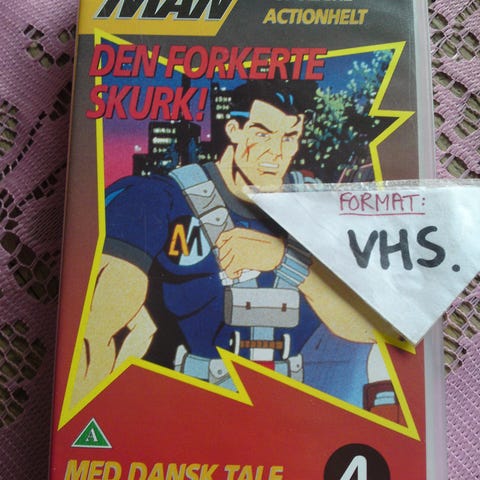 MAN
ACTIONHELT
DEN FORKERTE
SKURK!
FORMAT:
VHS.
M
A
MED DANSK TALE
4